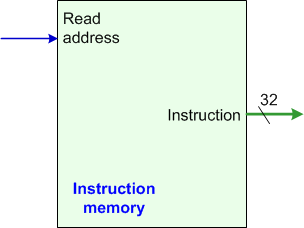 Read
address
32
Instruction
Instruction
memory